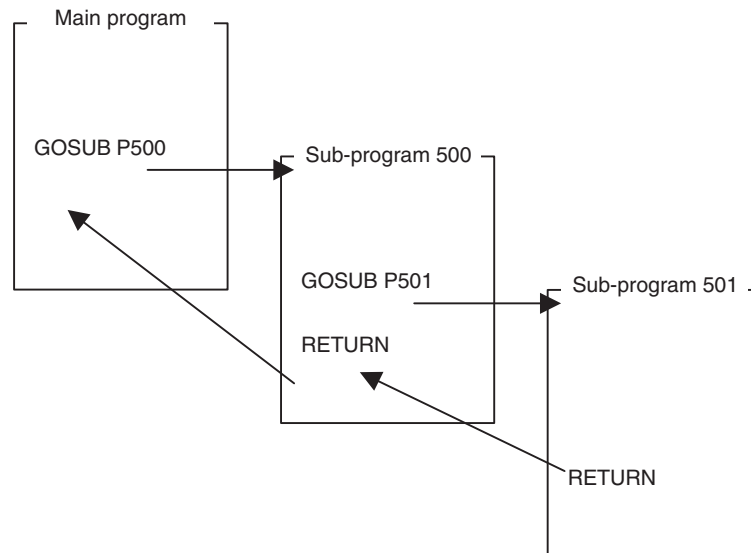 Main program
GOSUB P500
Sub-program 500
GOSUB P501
Sub-program 501
RETURN
RETURN